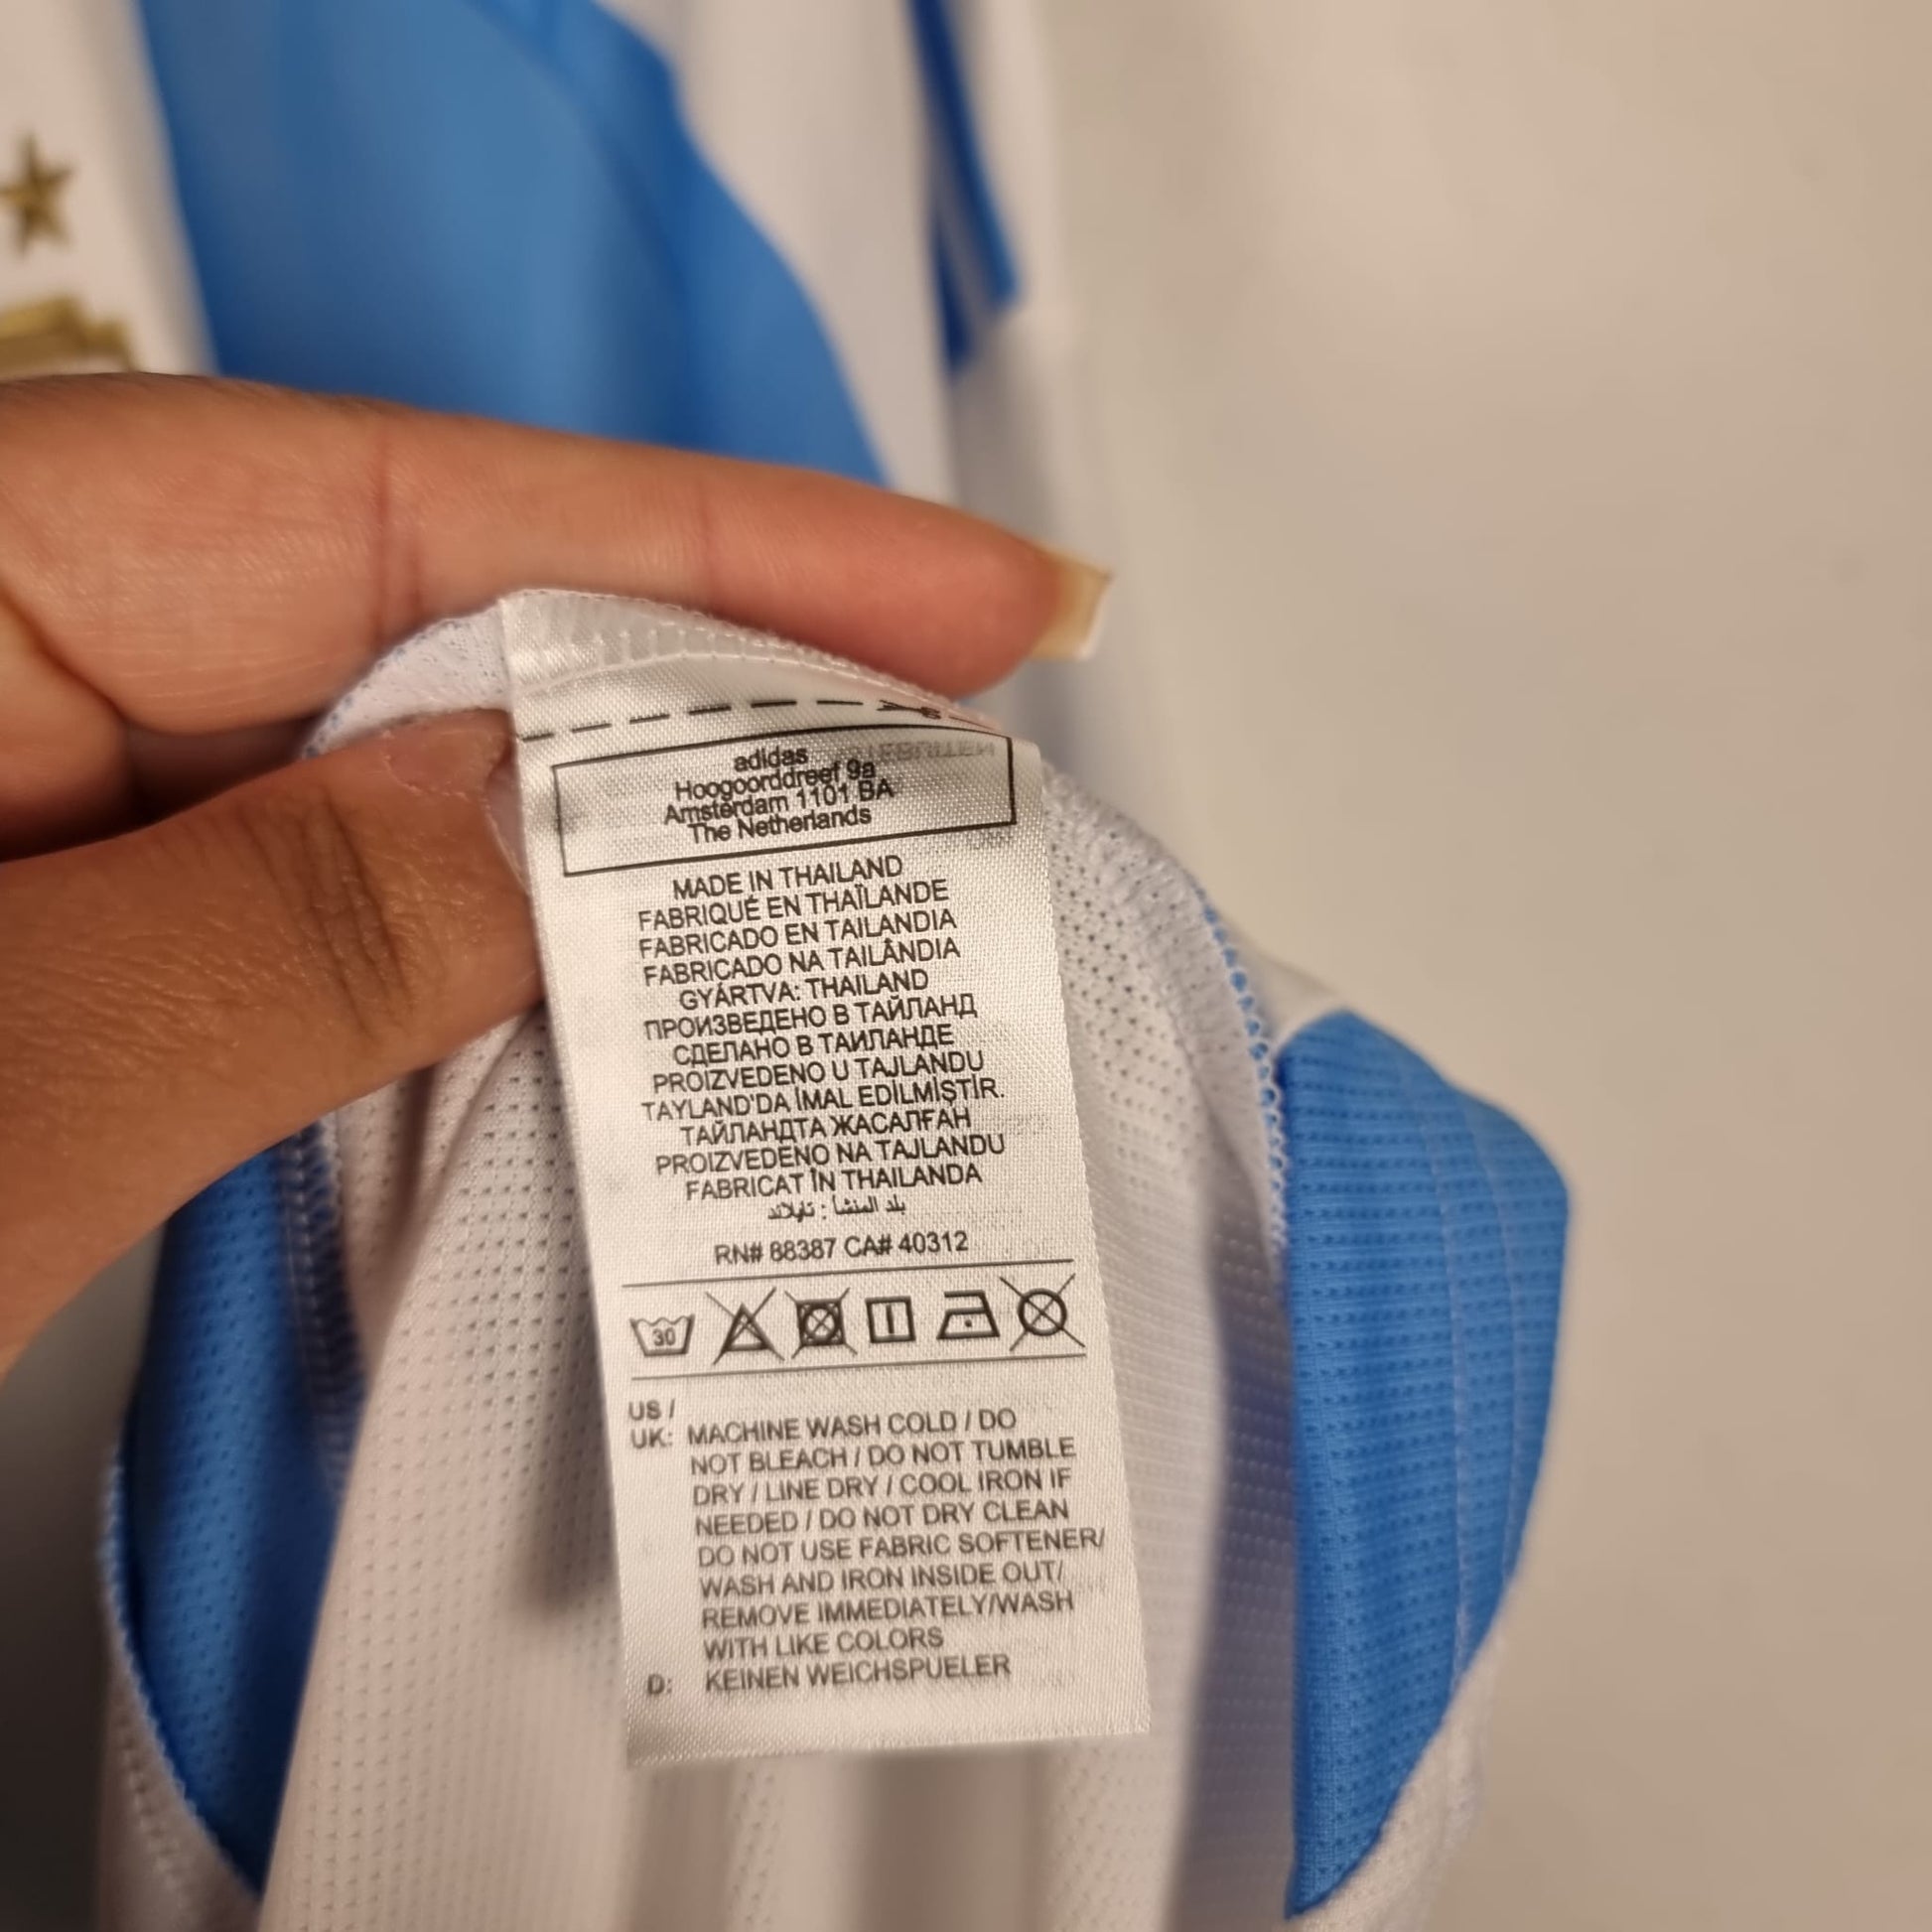 adidas
Hoogoorddreef 9a
Amsterdam 1101 BA
The Netherlands
MADE IN THAILAND
FABRIQUÉ EN THAÏLANDE
FABRICADO EN TAILANDIA
FABRICADO NA TAILÂNDIA
GYÁRTVA: THAILAND
ПРОИЗВЕДЕНО В ТАЙЛАНД
СДЕЛАНО В ТАИЛАНДЕ
PROIZVEDENO U TAJLANDU
TAYLAND'DA İMAL EDİLMİŞTİR.
ТАЙЛАНДТА ЖАСАЛҒАН
PROIZVEDENO NA TAJLANDU
FABRICAT ÎN THAILANDA
بلد المنشأ : تايلاند
RN# 88387 CA# 40312
30
US /
UK: MACHINE WASH COLD / DO
NOT BLEACH / DO NOT TUMBLE
DRY / LINE DRY / COOL IRON IF
NEEDED / DO NOT DRY CLEAN
DO NOT USE FABRIC SOFTENER/
WASH AND IRON INSIDE OUT/
REMOVE IMMEDIATELY/WASH
WITH LIKE COLORS
D: KEINEN WEICHSPUELER